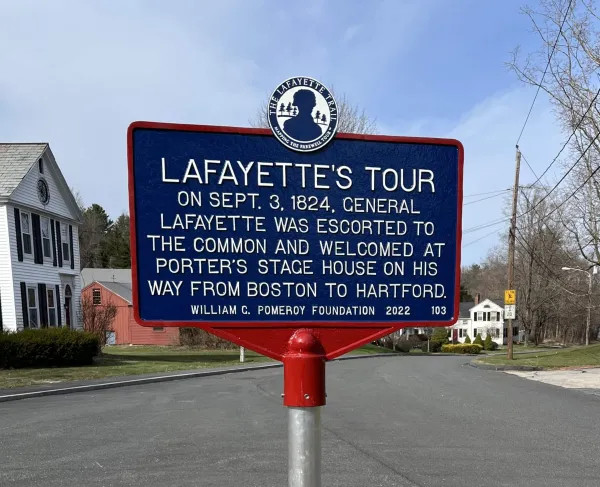 THE LAFAYETTE TRAIL
LAFAYETTE'S TOUR
ON SEPT. 3, 1824, GENERAL
LAFAYETTE WAS ESCORTED TO
THE COMMON AND WELCOMED AT
PORTER'S STAGE HOUSE ON HIS
WAY FROM BOSTON TO HARTFORD.
WILLIAM G. POMEROY FOUNDATION 2022 103